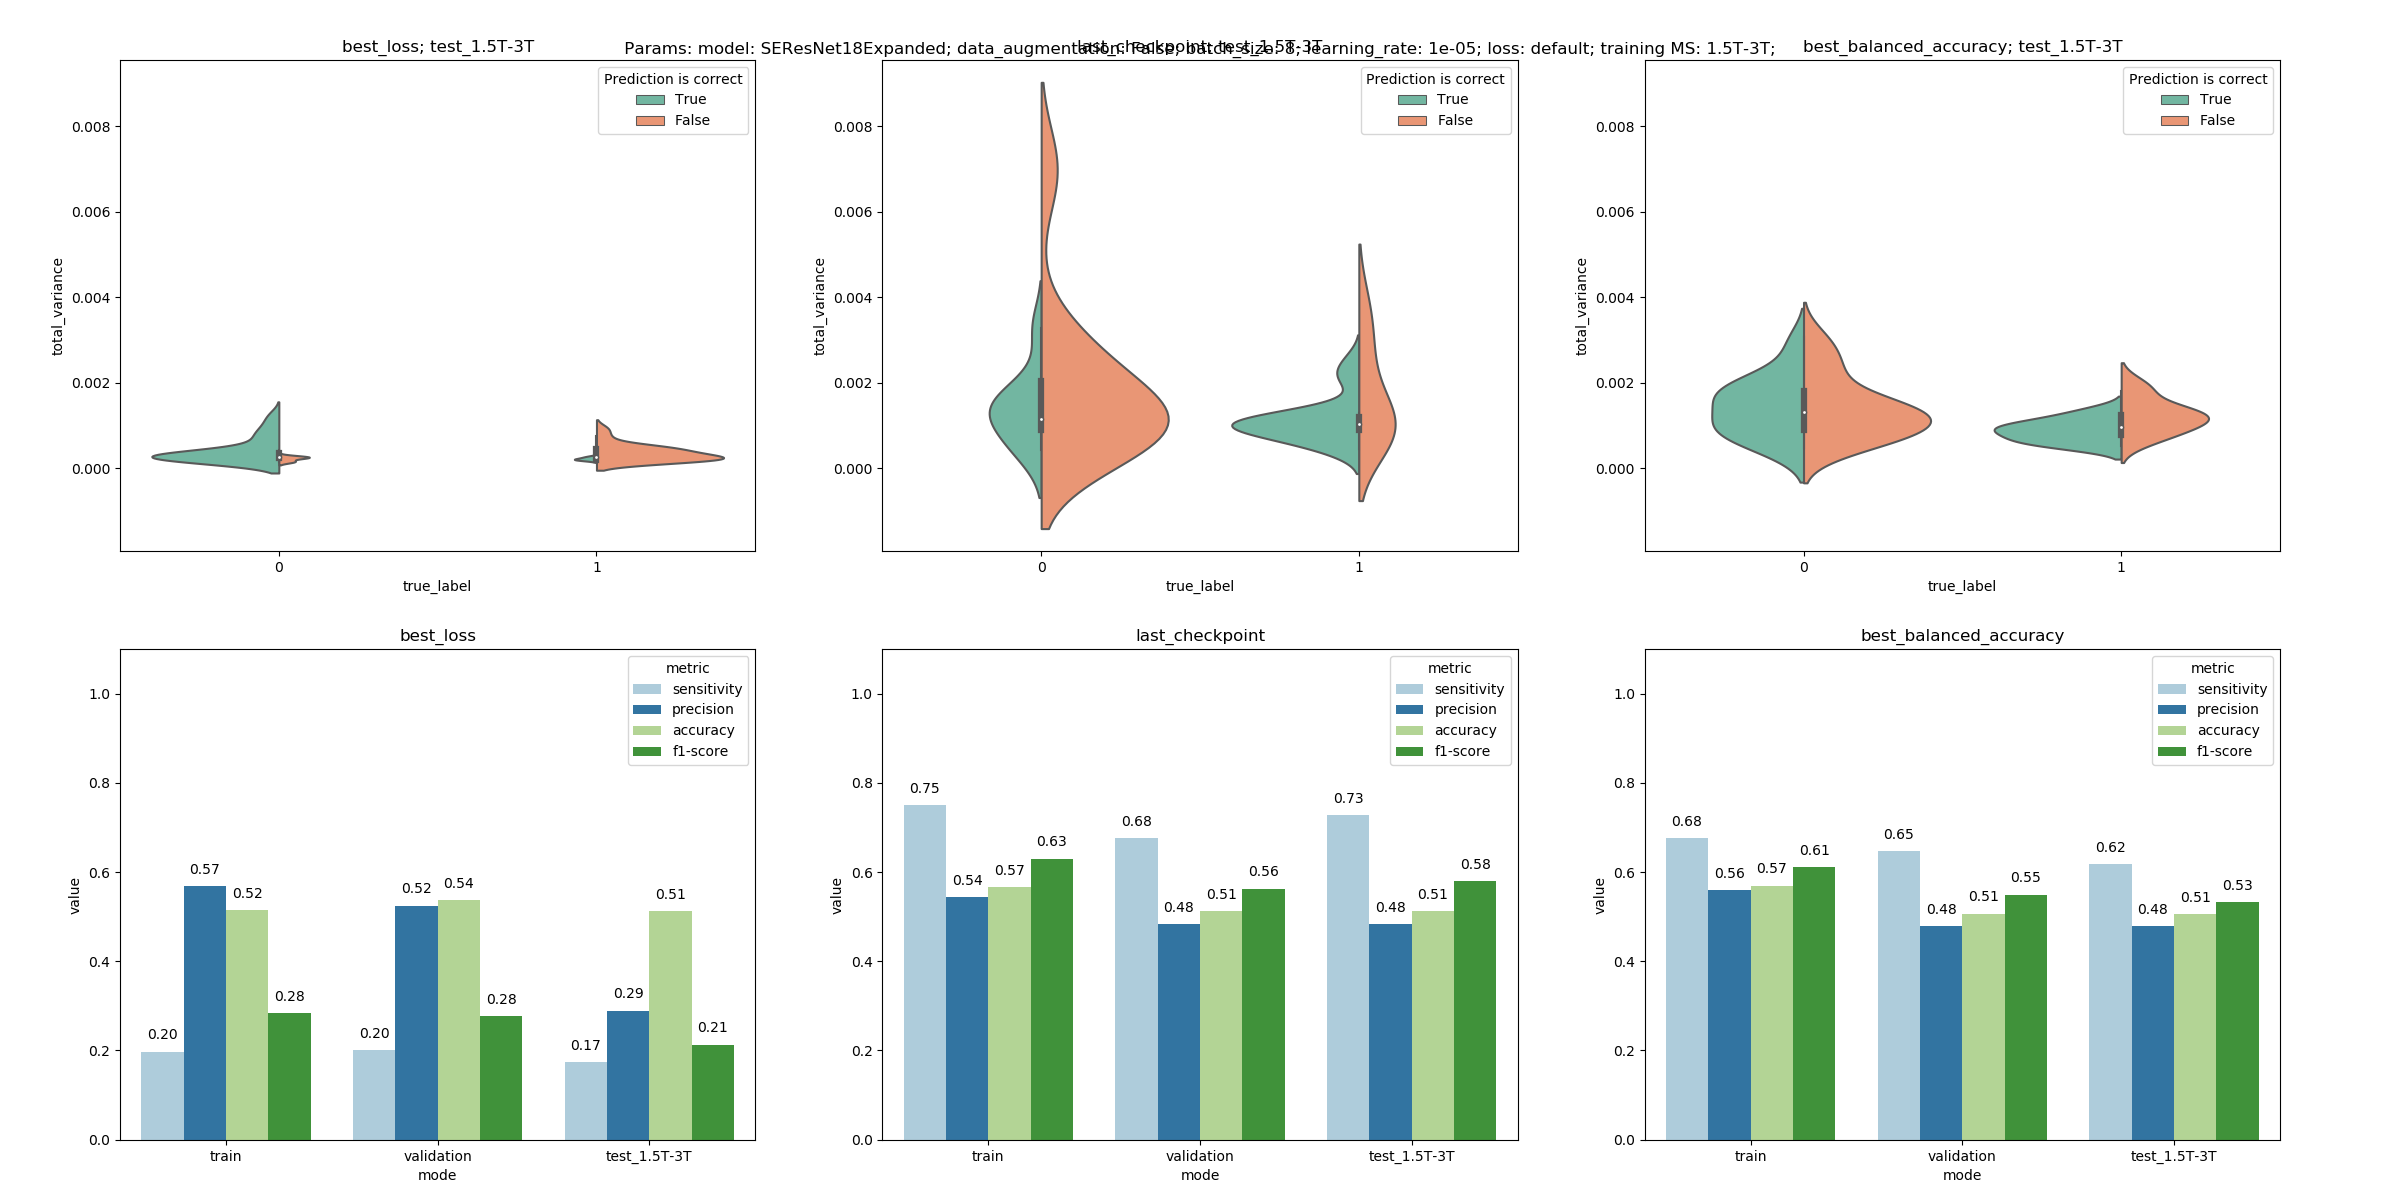 Params: model: SEResNet18Expanded; data_augmentation: False; batch_size: 8; learning_rate: 1e-05; loss: default; training MS: 1.5T-3T;
best_loss; test_1.5T-3T
Prediction is correct
True
False
0.008
0.006
0.004
0.002
0.000
total_variance
0 1
true_label
last_checkpoint; test_1.5T-3T
Prediction is correct
True
False
0.008
0.006
0.004
0.002
0.000
total_variance
0 1
true_label
best_balanced_accuracy; test_1.5T-3T
Prediction is correct
True
False
0.008
0.006
0.004
0.002
0.000
total_variance
0 1
true_label
best_loss
metric
sensitivity
precision
accuracy
f1-score
1.0
0.8
0.6
0.4
0.2
0.0
value
0.20 0.57 0.52 0.28
0.20 0.52 0.54 0.28
0.17 0.29 0.51 0.21
train validation test_1.5T-3T
mode
last_checkpoint
metric
sensitivity
precision
accuracy
f1-score
1.0
0.8
0.6
0.4
0.2
0.0
value
0.75 0.54 0.57 0.63
0.68 0.48 0.51 0.56
0.73 0.48 0.51 0.58
train validation test_1.5T-3T
mode
best_balanced_accuracy
metric
sensitivity
precision
accuracy
f1-score
1.0
0.8
0.6
0.4
0.2
0.0
value
0.68 0.56 0.57 0.61
0.65 0.48 0.51 0.55
0.62 0.48 0.51 0.53
train validation test_1.5T-3T
mode